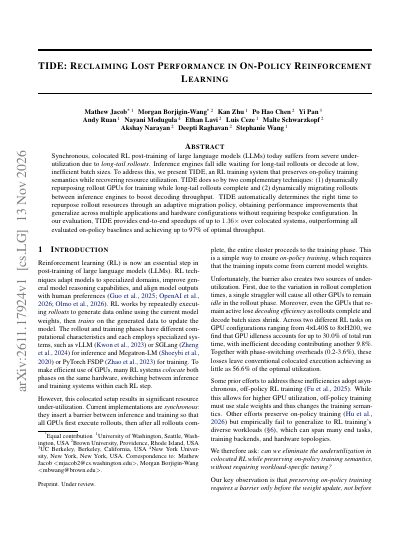 TIDE: RECLAIMING LOST PERFORMANCE IN ON-POLICY REINFORCEMENT
LEARNING
Mathew Jacob* 1 Morgan Borjigin-Wang* 2 Kan Zhu 1 Po Hao Chen 2 Yi Pan 3
Andy Ruan 1 Nayani Modugula 4 Ethan Lavi 2 Luis Ceze 1 Malte Schwarzkopf 2
Akshay Narayan 2 Deepti Raghavan 2 Stephanie Wang 1
ABSTRACT
Synchronous, colocated RL post-training of large language models (LLMs) today suffers from severe under-
utilization due to long-tail rollouts. Inference engines fall idle waiting for long-tail rollouts or decode at low,
inefficient batch sizes. To address this, we present TIDE, an RL training system that preserves on-policy training
semantics while recovering resource utilization. TIDE does so by two complementary techniques: (1) dynamically
repurposing rollout GPUs for training while long-tail rollouts complete and (2) dynamically migrating rollouts
between inference engines to boost decoding throughput. TIDE automatically determines the right time to
repurpose rollout resources through an adaptive migration policy, obtaining performance improvements that
generalize across multiple applications and hardware configurations without requiring bespoke configuration. In
all, TIDE provides end-to-end speedups of up to 1.36× over colocated systems, outperforming all
evaluated on-policy baselines and achieving up to 97% of optimal throughput.
1 INTRODUCTION
Reinforcement learning (RL) is now an essential step in
post-training of large language models (LLMs). RL tech-
niques adapt models to specialized domains, improve gen-
eral model reasoning capabilities, and align model outputs
with human preferences (Guo et al., 2025; OpenAI et al.,
2026; Olmo et al., 2026). RL works by repeatedly execut-
ing rollouts to generate data online using the current model
weights, then trains on the generated data to update the
model. The rollout and training phases have different com-
putational characteristics and each employs specialized sys-
tems, such as vLLM (Kwon et al., 2023) or SGLang (Zheng
et al., 2024) for inference and Megatron-LM (Shoeybi et al.,
2020) or PyTorch FSDP (Zhao et al., 2023) for training. To
make efficient use of GPUs, many RL systems colocate both
phases on the same hardware, switching between inference
and training systems within each RL step.
However, this colocated setup results in significant resource
under-utilization. Current implementations are synchronous:
they insert a barrier between inference and training so that
all GPUs first execute rollouts, then after all rollouts com-
Equal contribution 1University of Washington, Seattle, Wash-
ington, USA 2Brown University, Providence, Rhode Island, USA
3UC Berkeley, Berkeley, California, USA 4New York Univer-
sity, New York, New York, USA. Correspondence to: Mathew
Jacob <mjacob2@cs.washington.edu>, Morgan Borjigin-Wang
<mbwang@brown.edu>.
Preprint. Under review.
plete, the entire cluster proceeds to the training phase. This
is a simple way to ensure on-policy training, which requires
that the training inputs come from current model weights.
Unfortunately, the barrier also creates two sources of under-
utilization. First, due to the variation in rollout completion
times, a single straggler will cause all other GPUs to remain
idle in the rollout phase. Moreover, even the GPUs that re-
main active lose decoding efficiency as rollouts complete and
decode batch sizes shrink. Across two different RL tasks on
GPU configurations ranging from 4xL40S to 8xH200, we
find that GPU idleness accounts for up to 30.0% of total run
time, with inefficient decoding contributing another 9.8%.
Together with phase-switching overhead (0.2-3.6%), these
losses leave conventional colocated execution achieving as
little as 56.6% of the optimal utilization.
Some prior efforts to address these inefficiencies adopt asyn-
chronous, off-policy RL training (Fu et al., 2025). While
this allows for higher GPU utilization, off-policy training
must use stale weights and thus changes the training seman-
tics. Other efforts preserve on-policy training (Hu et al.,
2026) but empirically fail to generalize to RL training's
diverse workloads (§6), which can span many end tasks,
training backends, and hardware topologies.
We therefore ask: can we eliminate the underutilization in
colocated RL while preserving on-policy training semantics,
without requiring workload-specific tuning?
Our key observation is that preserving on-policy training
requires a barrier only before the weight update, not before
arXiv:2611.17924v1 [cs.LG] 13 Nov 2026